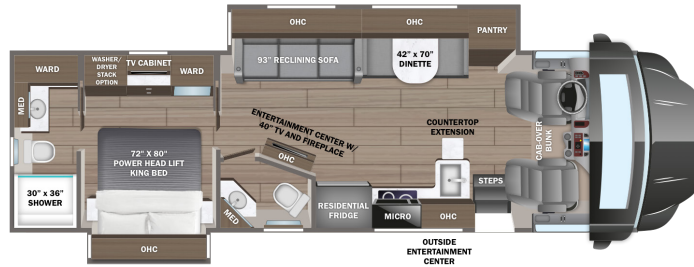 OHC
OHC
PANTRY
WARD
WASHER/
DRYER
STACK
OPTION
TV CABINET
WARD
93" RECLINING SOFA
42" x 70"
DINETTE
MED
ENTERTAINMENT CENTER W/
40" TV AND FIREPLACE
OHC
COUNTERTOP
EXTENSION
CAB-OVER
BUNK
72" X 80"
POWER HEAD LIFT
KING BED
30" x 36"
SHOWER
MED
RESIDENTIAL
FRIDGE
MICRO
OHC
STEPS
OHC
OUTSIDE
ENTERTAINMENT
CENTER